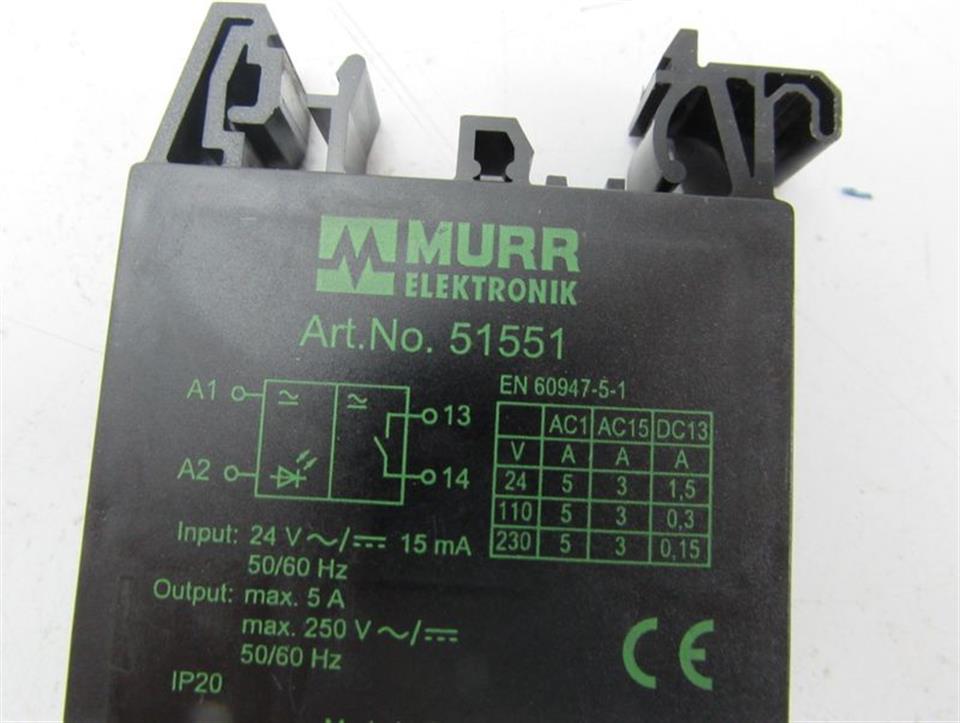 MURR
ELEKTRONIK
Art.No. 51551
EN 60947-5-1
A1
13
A2
14
AC1 AC15 DC13
V A A A
24 5 3 1,5
110 5 3 0,3
230 5 3 0,15
Input: 24 V ~/⎓ 15 mA
50/60 Hz
Output: max. 5 A
max. 250 V ~/⎓
50/60 Hz
IP20
CE